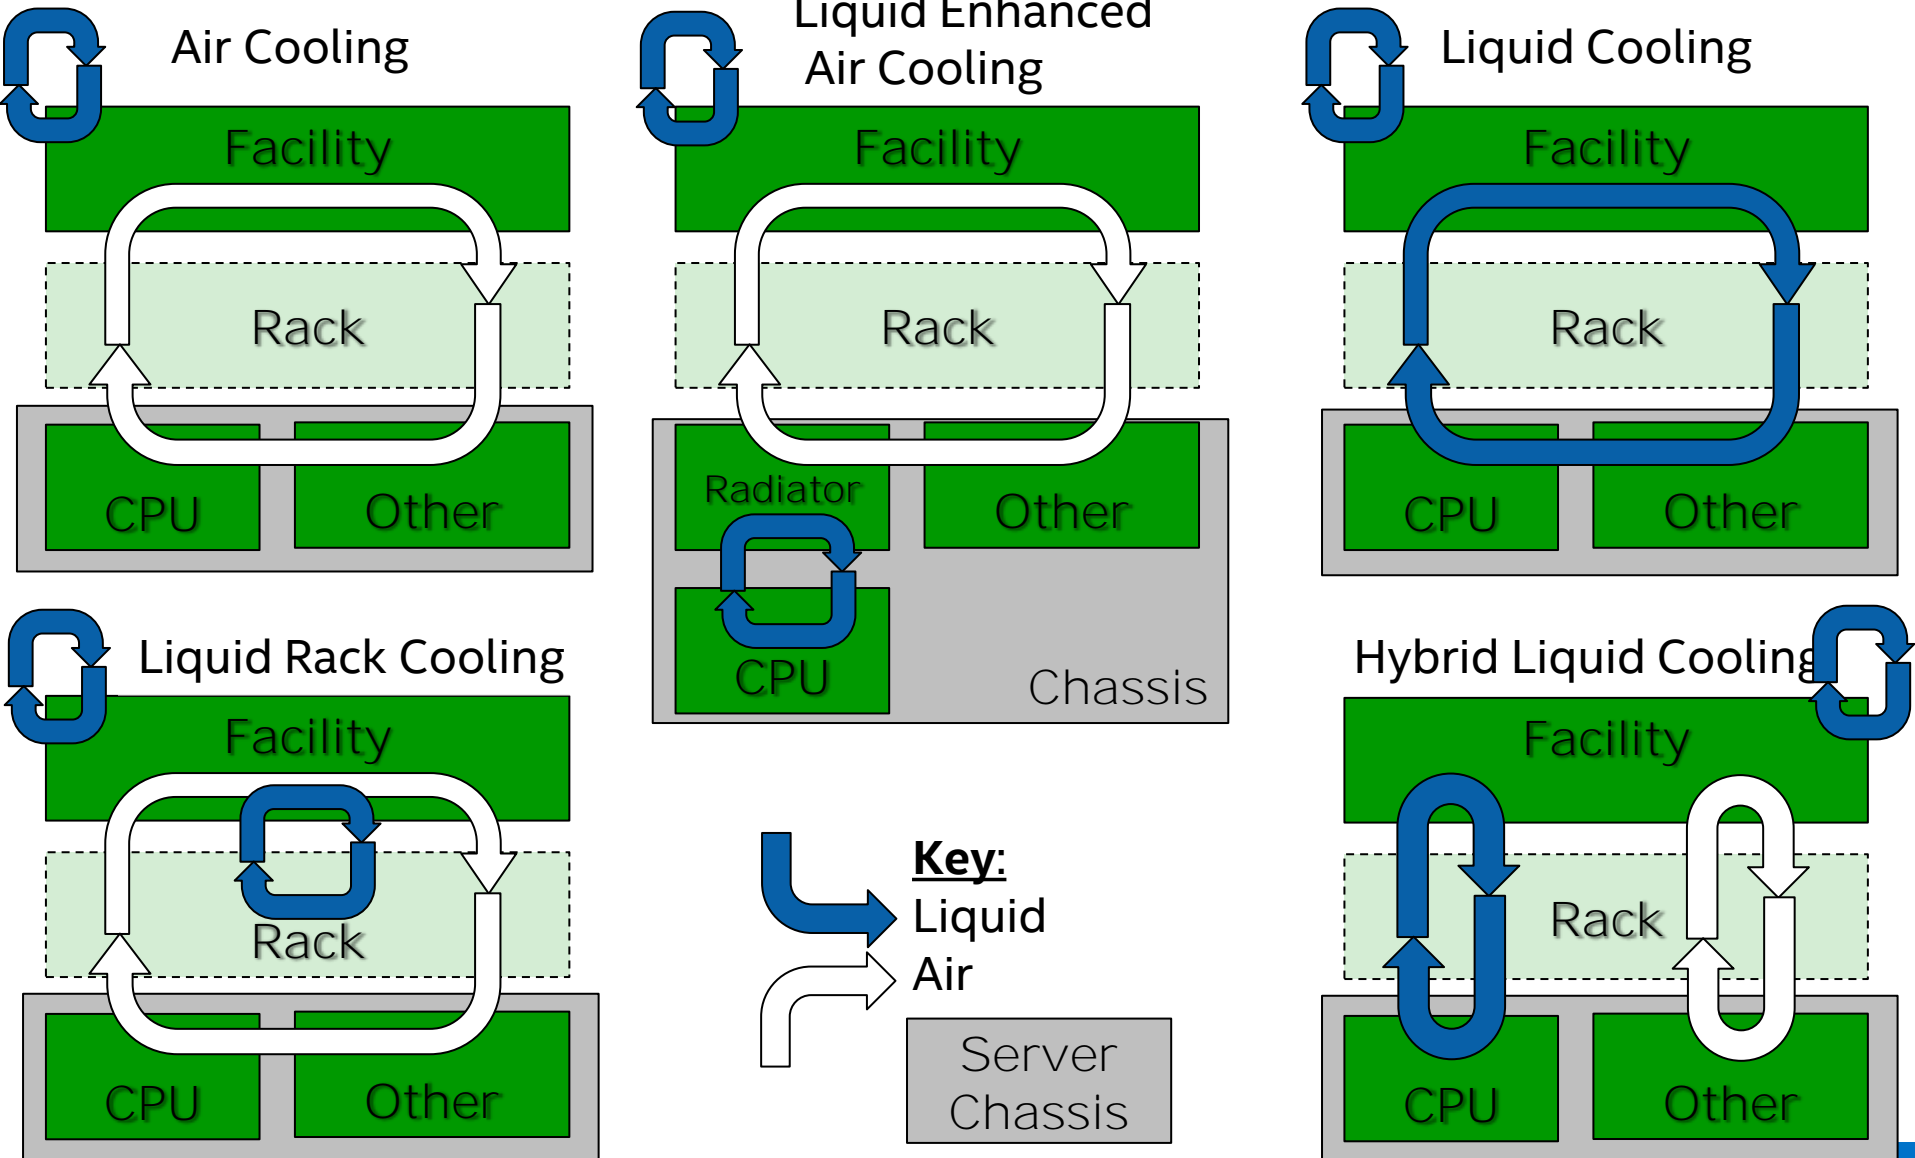 Air Cooling
Facility
Rack
CPU
Other
Liquid Enhanced
Air Cooling
Facility
Rack
Radiator
Other
CPU
Chassis
Liquid Cooling
Facility
Rack
CPU
Other
Liquid Rack Cooling
Facility
Rack
CPU
Other
Key:
Liquid
Air
Server
Chassis
Hybrid Liquid Cooling
Facility
Rack
CPU
Other